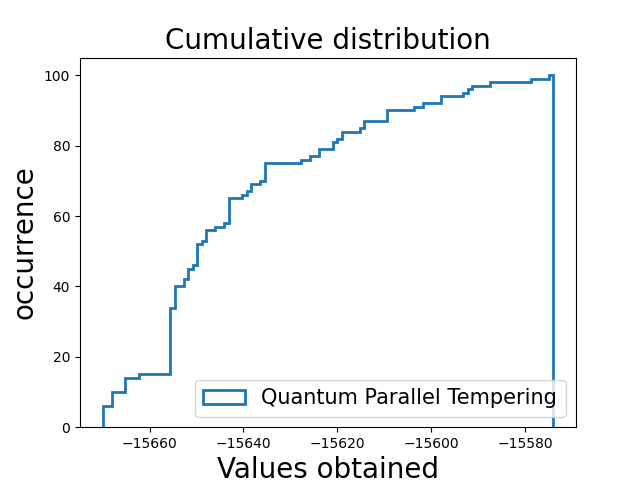 Cumulative distribution
100
80
60
40
20
0
occurrence
Quantum Parallel Tempering
−15660 −15640 −15620 −15600 −15580
Values obtained